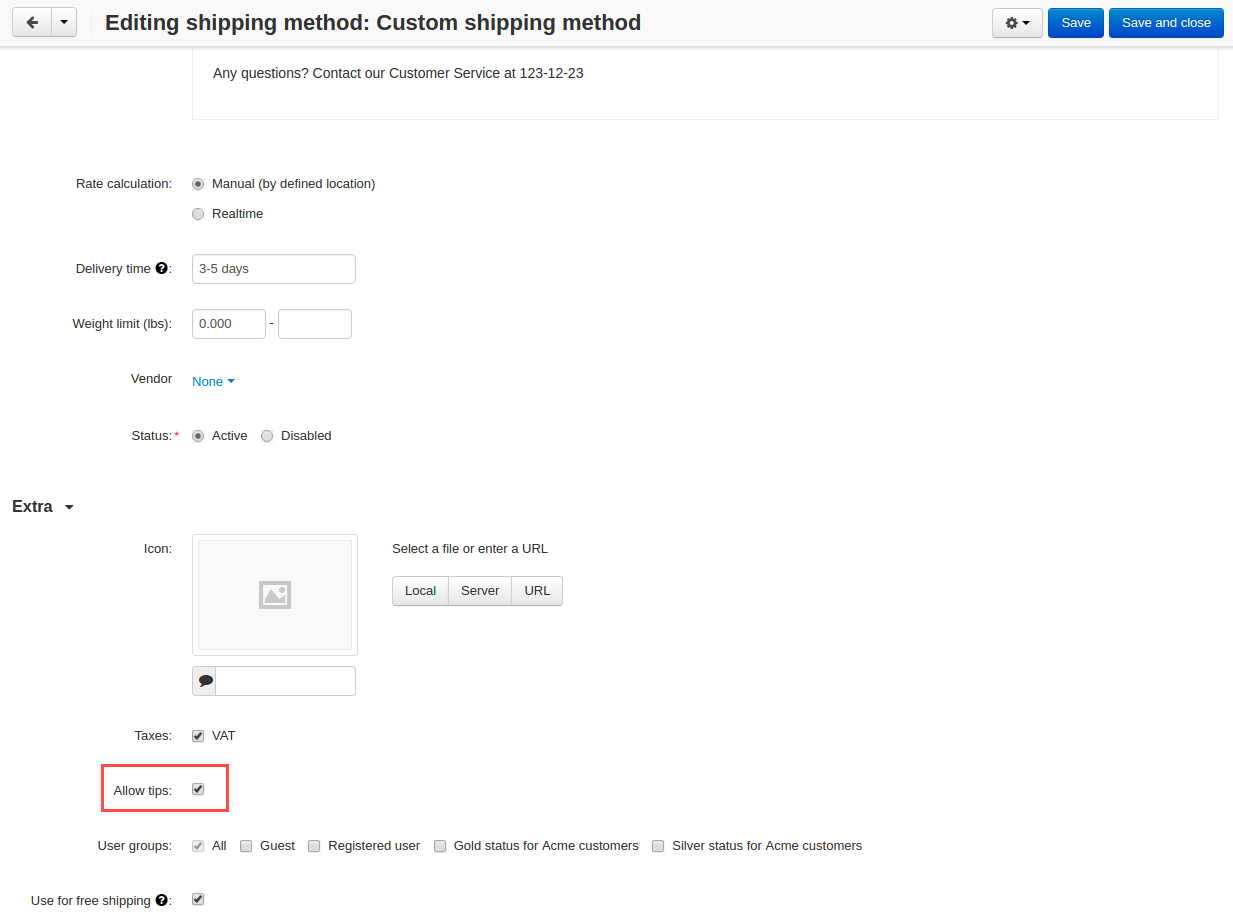 Editing shipping method: Custom shipping method
Save
Save and close
Any questions? Contact our Customer Service at 123-12-23
Rate calculation: Manual (by defined location)
Realtime
Delivery time ?: 3-5 days
Weight limit (lbs): 0.000 -
Vendor None
Status:* Active Disabled
Extra
Icon: Select a file or enter a URL
Local Server URL
Taxes: VAT
Allow tips:
User groups: All Guest Registered user Gold status for Acme customers Silver status for Acme customers
Use for free shipping ?: